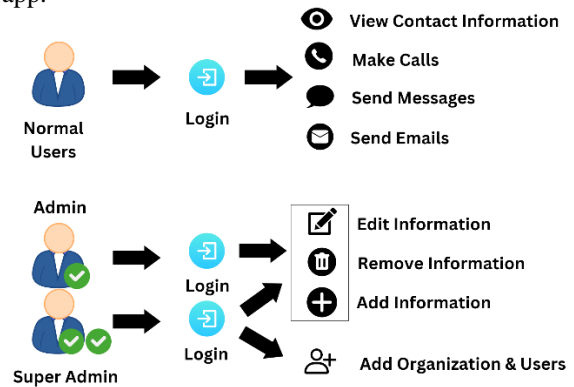 app.
View Contact Information
Make Calls
Send Messages
Send Emails
Login
Normal
Users
Admin
Login
Edit Information
Remove Information
Add Information
Login
Super Admin
Add Organization & Users